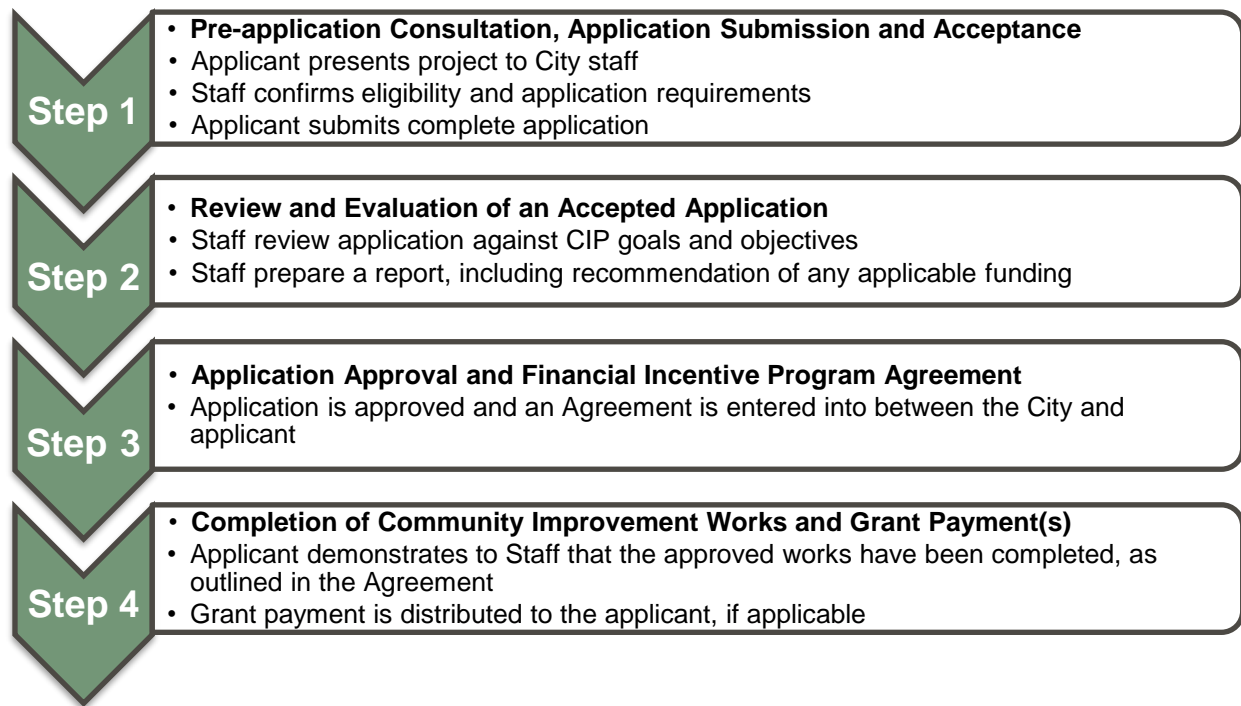 Step 1
• Pre-application Consultation, Application Submission and Acceptance
• Applicant presents project to City staff
• Staff confirms eligibility and application requirements
• Applicant submits complete application
Step 2
• Review and Evaluation of an Accepted Application
• Staff review application against CIP goals and objectives
• Staff prepare a report, including recommendation of any applicable funding
Step 3
• Application Approval and Financial Incentive Program Agreement
• Application is approved and an Agreement is entered into between the City and
applicant
Step 4
• Completion of Community Improvement Works and Grant Payment(s)
• Applicant demonstrates to Staff that the approved works have been completed, as
outlined in the Agreement
• Grant payment is distributed to the applicant, if applicable